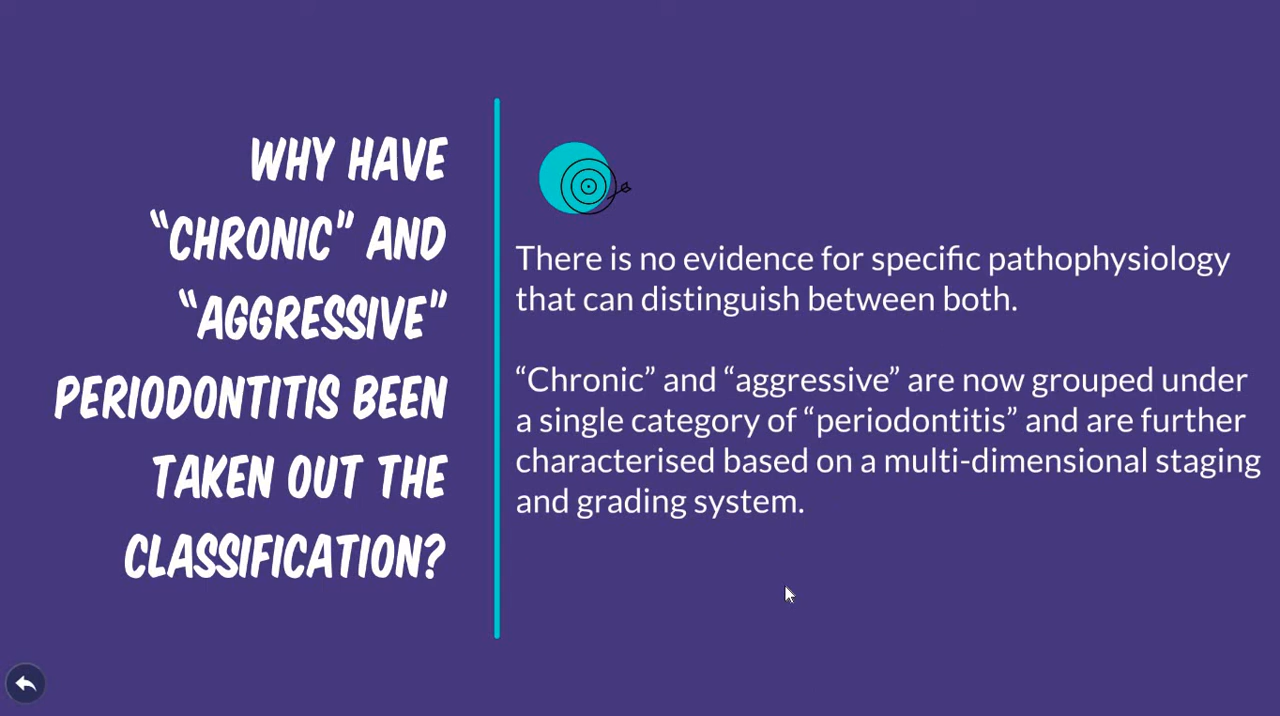 WHY HAVE
“CHRONIC” AND
“AGGRESSIVE”
PERIODONTITIS BEEN
TAKEN OUT THE
CLASSIFICATION?
There is no evidence for specific pathophysiology
that can distinguish between both.
“Chronic” and “aggressive” are now grouped under
a single category of “periodontitis” and are further
characterised based on a multi-dimensional staging
and grading system.